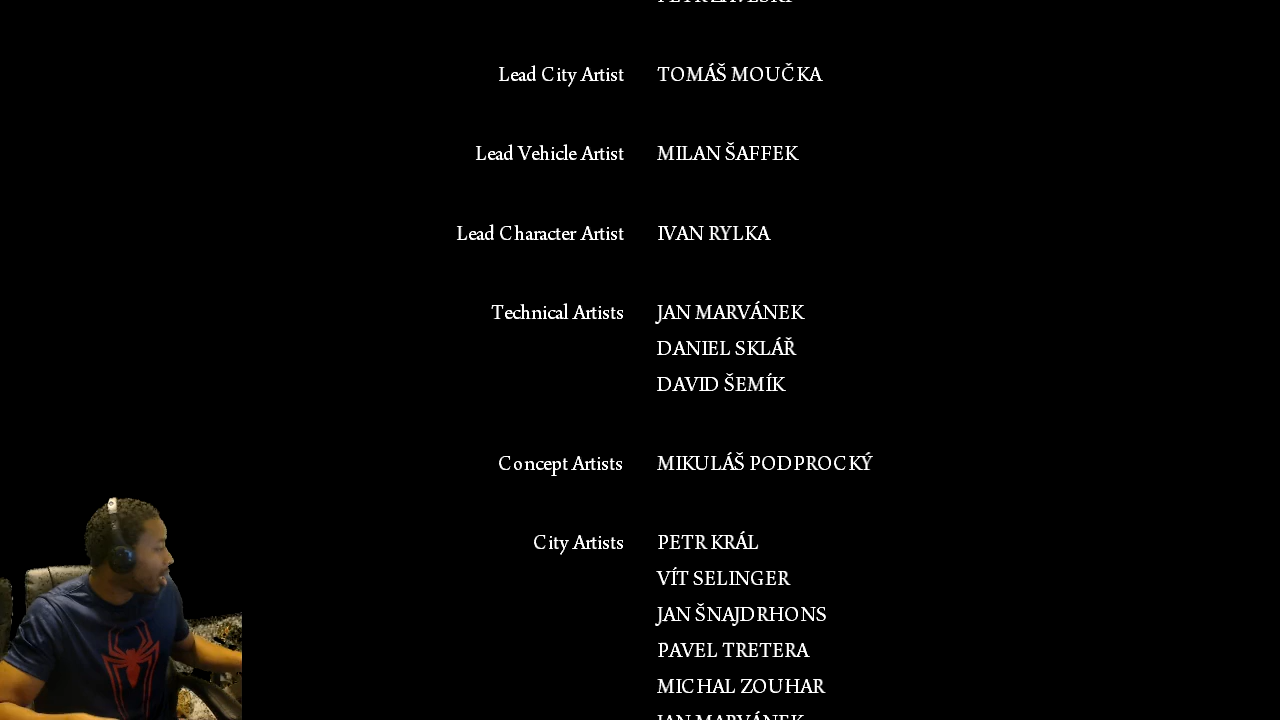 Lead City Artist TOMÁŠ MOUČKA
Lead Vehicle Artist MILAN ŠAFFEK
Lead Character Artist IVAN RYLKA
Technical Artists JAN MARVÁNEK
DANIEL SKLÁŘ
DAVID ŠEMÍK
Concept Artists MIKULÁŠ PODPROCKÝ
City Artists PETR KRÁL
VÍT SELINGER
JAN ŠNAJDRHONS
PAVEL TRETERA
MICHAL ZOUHAR
JAN MARVÁNEK